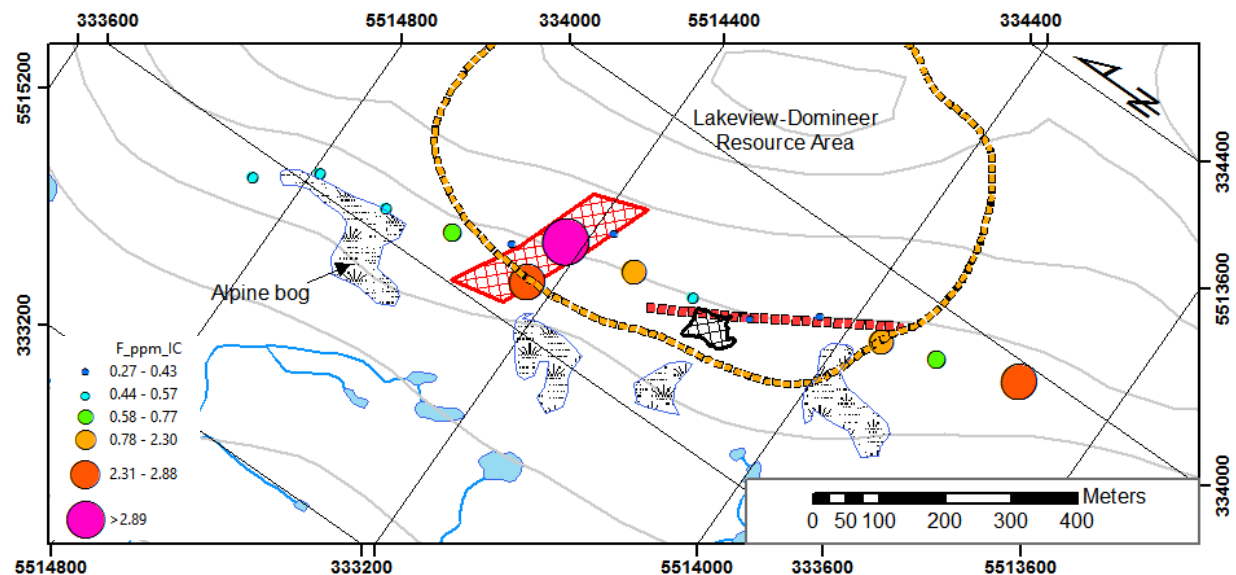 333600
5514800
334000
5514400
334400
5515200
333200
334400
5513600
334000
Lakeview-Domineer
Resource Area
N
Alpine bog
F_ppm_IC
0.27 - 0.43
0.44 - 0.57
0.58 - 0.77
0.78 - 2.30
2.31 - 2.88
>2.89
Meters
0 50 100 200 300 400
5514800
333200
5514000
333600
5513600